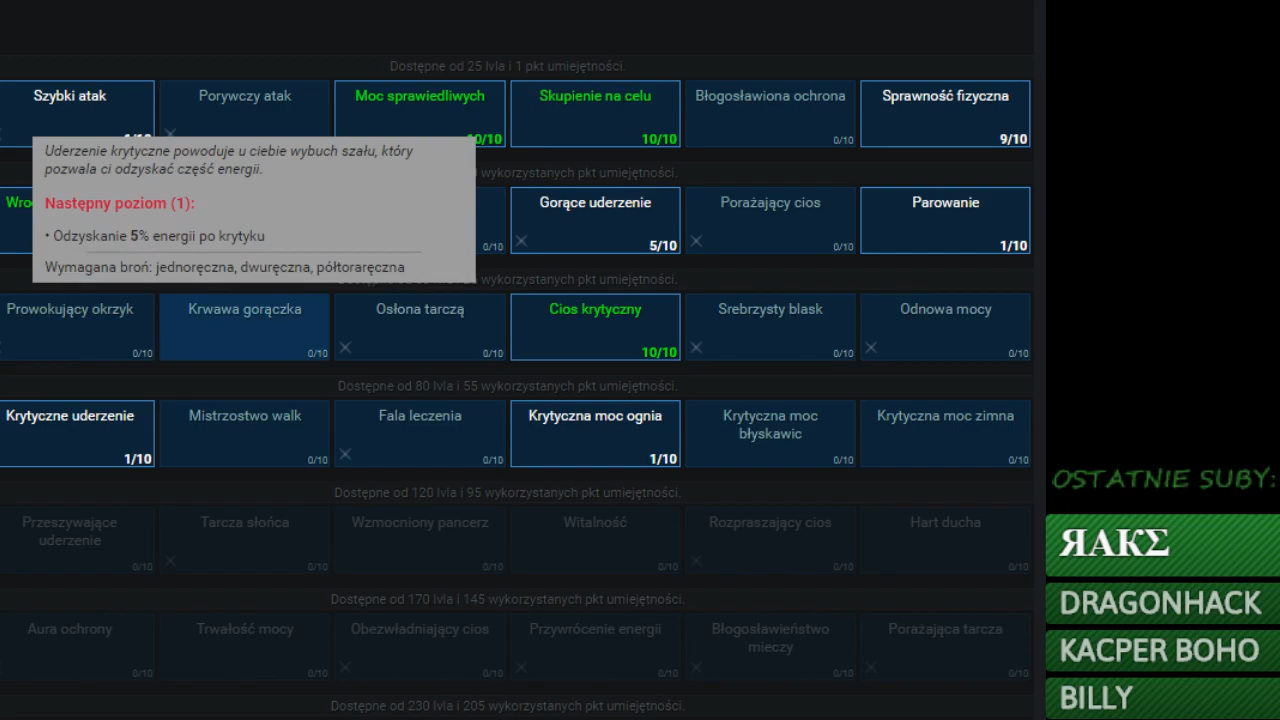 Dostępne od 25 lvla i 1 pkt umiejętności.
Szybki atak
Porywczy atak
Moc sprawiedliwych
Skupienie na celu
Błogosławiona ochrona
Sprawność fizyczna
10/10
10/10
0/10
9/10
Uderzenie krytyczne powoduje u ciebie wybuch szału, który
pozwala ci odzyskać część energii.
wykorzystanych pkt umiejętności.
Następny poziom (1):
Gorące uderzenie
Porażający cios
Parowanie
• Odzyskanie 5% energii po krytyku
0/10
5/10
0/10
1/10
Wymagana broń: jednoręczna, dwuręczna, półtoraręczna
wykorzystanych pkt umiejętności.
Prowokujący okrzyk
Krwawa gorączka
Osłona tarczą
Cios krytyczny
Srebrzysty blask
Odnowa mocy
0/10
0/10
0/10
10/10
0/10
0/10
Dostępne od 80 lvla i 55 wykorzystanych pkt umiejętności.
Krytyczne uderzenie
Mistrzostwo walk
Fala leczenia
Krytyczna moc ognia
Krytyczna moc
błyskawic
Krytyczna moc zimna
1/10
0/10
0/10
1/10
0/10
0/10
Dostępne od 120 lvla i 95 wykorzystanych pkt umiejętności.
Przeszywające
uderzenie
Tarcza słońca
Wzmocniony pancerz
Witalność
Rozpraszający cios
Hart ducha
0/10
0/10
0/10
0/10
0/10
0/10
Dostępne od 170 lvla i 145 wykorzystanych pkt umiejętności.
Aura ochrony
Trwałość mocy
Obezwładniający cios
Przywrócenie energii
Błogosławieństwo
mieczy
Porażająca tarcza
0/10
0/10
0/10
0/10
0/10
0/10
Dostępne od 230 lvla i 205 wykorzystanych pkt umiejętności.
OSTATNIE SUBY:
ЯAKΣ
DRAGONHACK
KACPER BOHO
BILLY